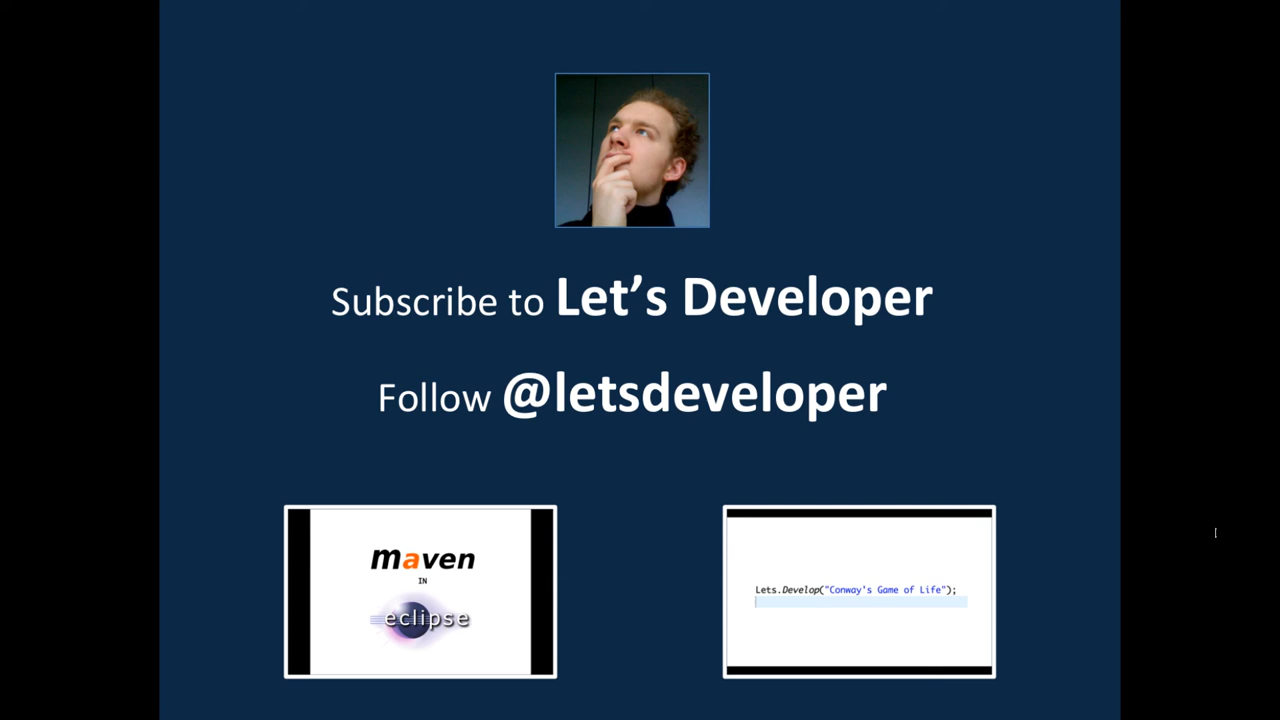 Subscribe to Let’s Developer
Follow @letsdeveloper
maven
IN
eclipse
Lets.Develop("Conway's Game of Life");